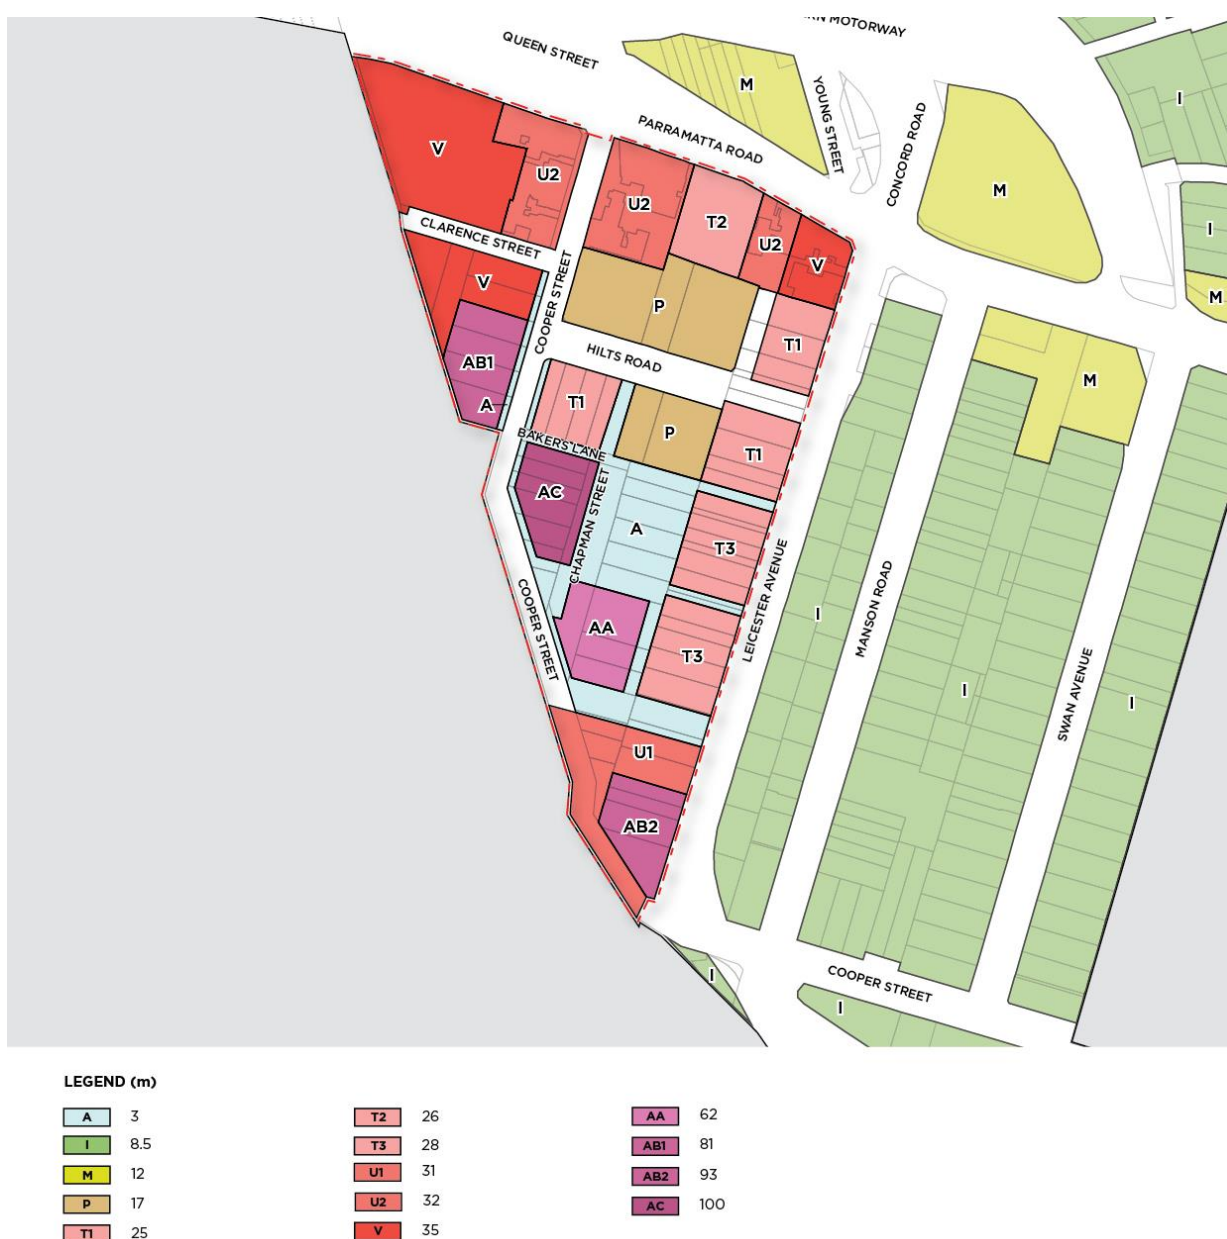 RN MOTORWAY
QUEEN STREET
M
YOUNG STREET
I
PARRAMATTA ROAD
CONCORD ROAD
V
U2
U2
T2
U2
V
M
I
CLARENCE STREET
V
COOPER STREET
P
M
T1
AB1
HILTS ROAD
A
T1
P
T1
M
BAKERS LANE
AC
CHAPMAN STREET
A
T3
LEICESTER AVENUE
I
MANSON ROAD
COOPER STREET
AA
T3
I
SWAN AVENUE
I
U1
AB2
I
COOPER STREET
I
LEGEND (m)
A 3
I 8.5
M 12
P 17
T1 25
T2 26
T3 28
U1 31
U2 32
V 35
AA 62
AB1 81
AB2 93
AC 100